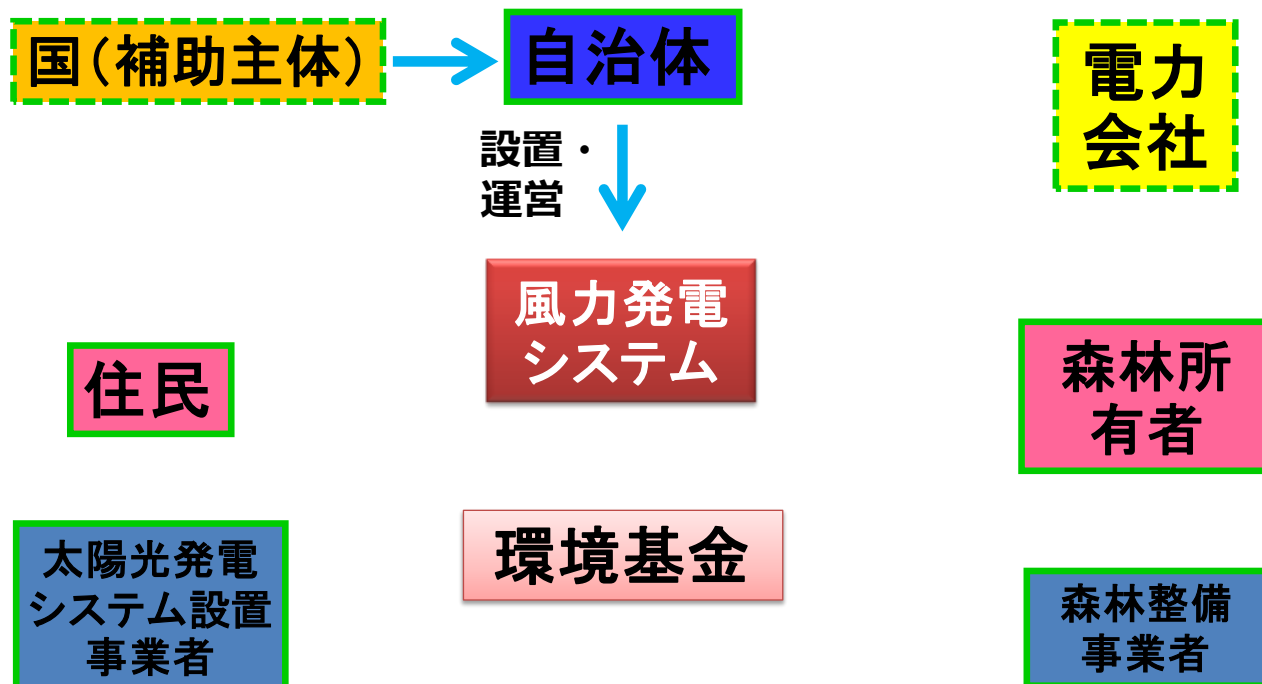 国（補助主体）
自治体
電力
会社
設置・
運営
風力発電
システム
住民
森林所
有者
環境基金
太陽光発電
システム設置
事業者
森林整備
事業者